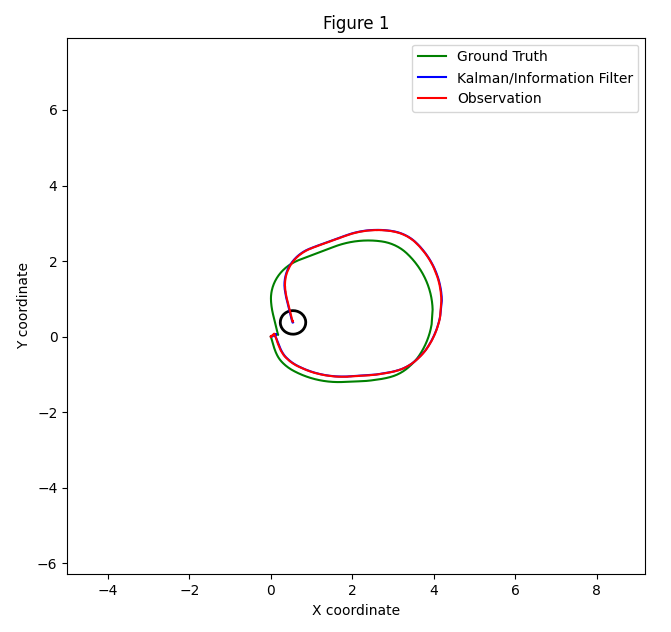 Figure 1
Ground Truth
Kalman/Information Filter
Observation
Y coordinate
6
4
2
0
−2
−4
−6
−4
−2
0
2
4
6
8
X coordinate